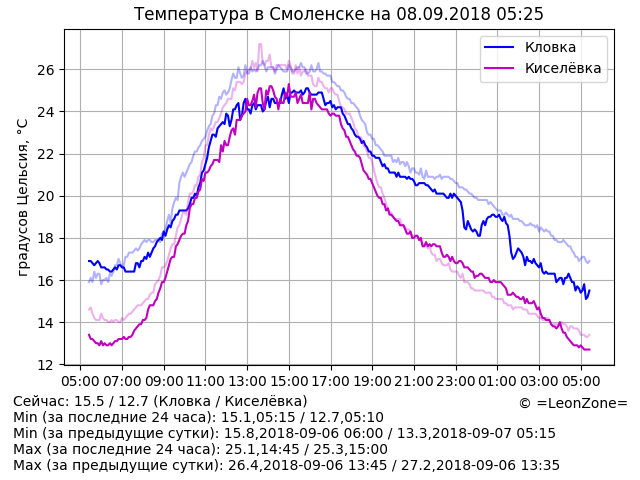 Температура в Смоленске на 08.09.2018 05:25
градусов Цельсия, °C
26
24
22
20
18
16
14
12
Кловка
Киселёвка
05:00 07:00 09:00 11:00 13:00 15:00 17:00 19:00 21:00 23:00 01:00 03:00 05:00
Сейчас: 15.5 / 12.7 (Кловка / Киселёвка)
© =LeonZone=
Min (за последние 24 часа): 15.1,05:15 / 12.7,05:10
Min (за предыдущие сутки): 15.8,2018-09-06 06:00 / 13.3,2018-09-07 05:15
Max (за последние 24 часа): 25.1,14:45 / 25.3,15:00
Max (за предыдущие сутки): 26.4,2018-09-06 13:45 / 27.2,2018-09-06 13:35